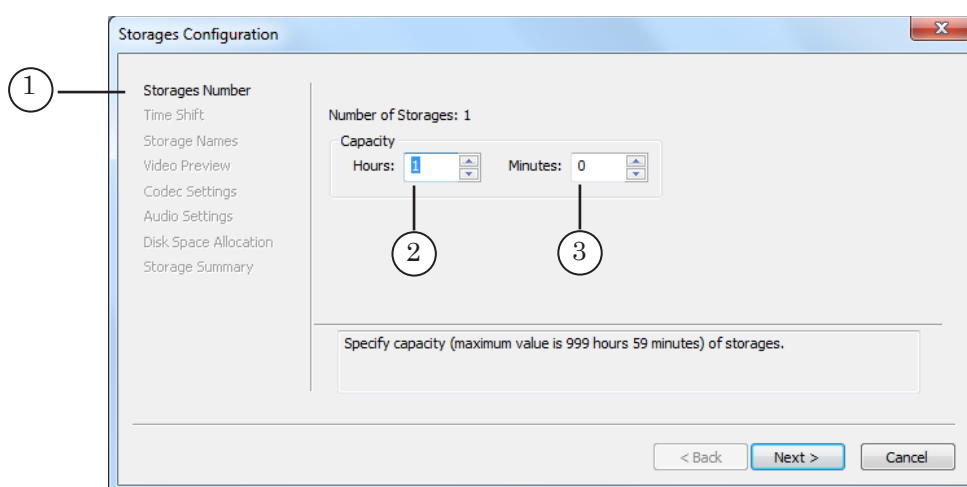 Storages Configuration
x
1
Storages Number
Time Shift
Storage Names
Video Preview
Codec Settings
Audio Settings
Disk Space Allocation
Storage Summary
Number of Storages: 1
Capacity
Hours: 1 Minutes: 0
2 3
Specify capacity (maximum value is 999 hours 59 minutes) of storages.
< Back Next > Cancel